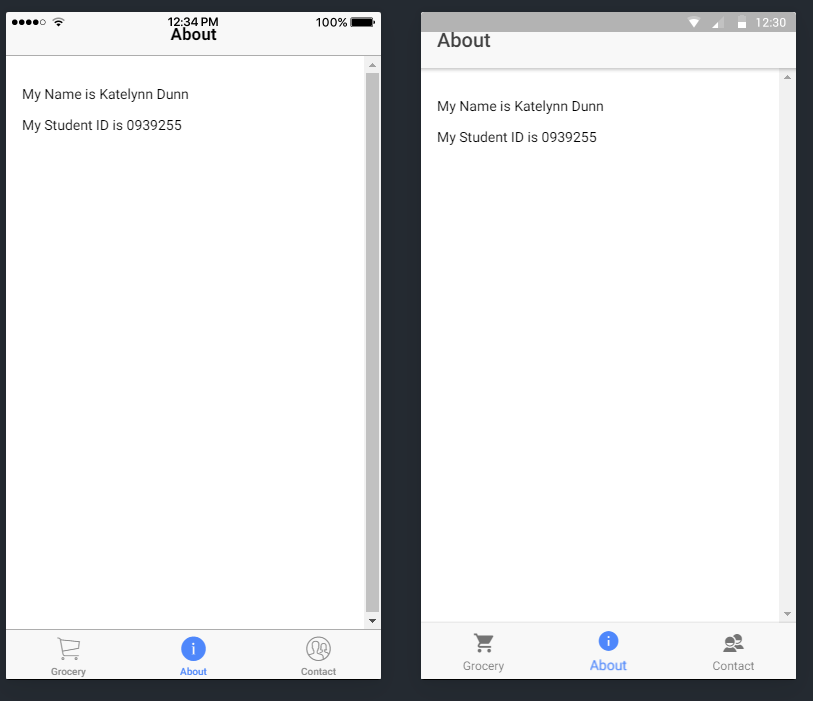 12:34 PM 100%
About
My Name is Katelynn Dunn
My Student ID is 0939255
Grocery About Contact
12:30
About
My Name is Katelynn Dunn
My Student ID is 0939255
Grocery About Contact